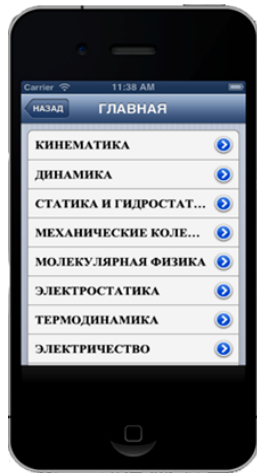 Carrier 11:38 AM
НАЗАД ГЛАВНАЯ
КИНЕМАТИКА
ДИНАМИКА
СТАТИКА И ГИДРОСТАТ...
МЕХАНИЧЕСКИЕ КОЛЕ...
МОЛЕКУЛЯРНАЯ ФИЗИКА
ЭЛЕКТРОСТАТИКА
ТЕРМОДИНАМИКА
ЭЛЕКТРИЧЕСТВО